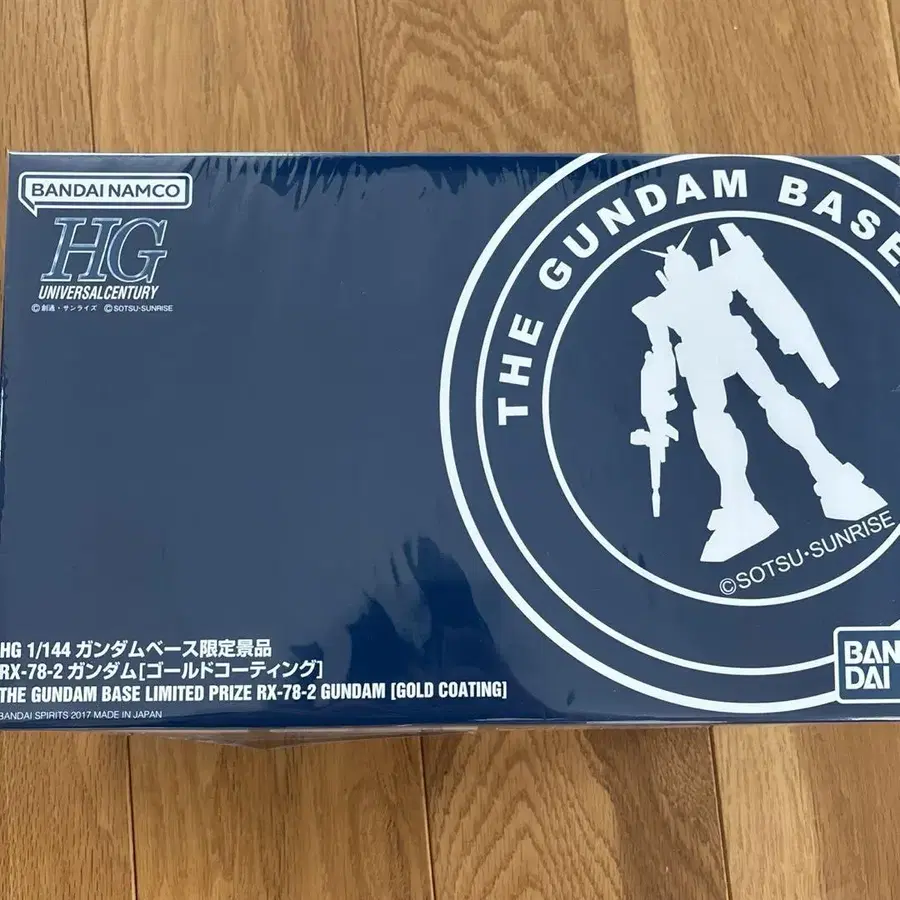 BANDAI NAMCO
HG
UNIVERSAL CENTURY
©創通・サンライズ ©SOTSU・SUNRISE
THE GUNDAM BASE
©SOTSU・SUNRISE
HG 1/144 ガンダムベース限定景品
RX-78-2 ガンダム[ゴールドコーティング]
THE GUNDAM BASE LIMITED PRIZE RX-78-2 GUNDAM [GOLD COATING]
BANDAI SPIRITS 2017 MADE IN JAPAN
BAN
DAI